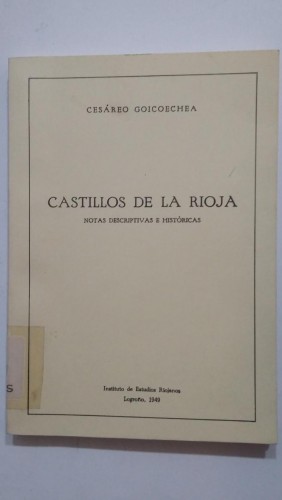 CESÁREO GOICOECHEA
CASTILLOS DE LA RIOJA
NOTAS DESCRIPTIVAS E HISTÓRICAS
S
Instituto de Estudios Riojanos
Logroño, 1949